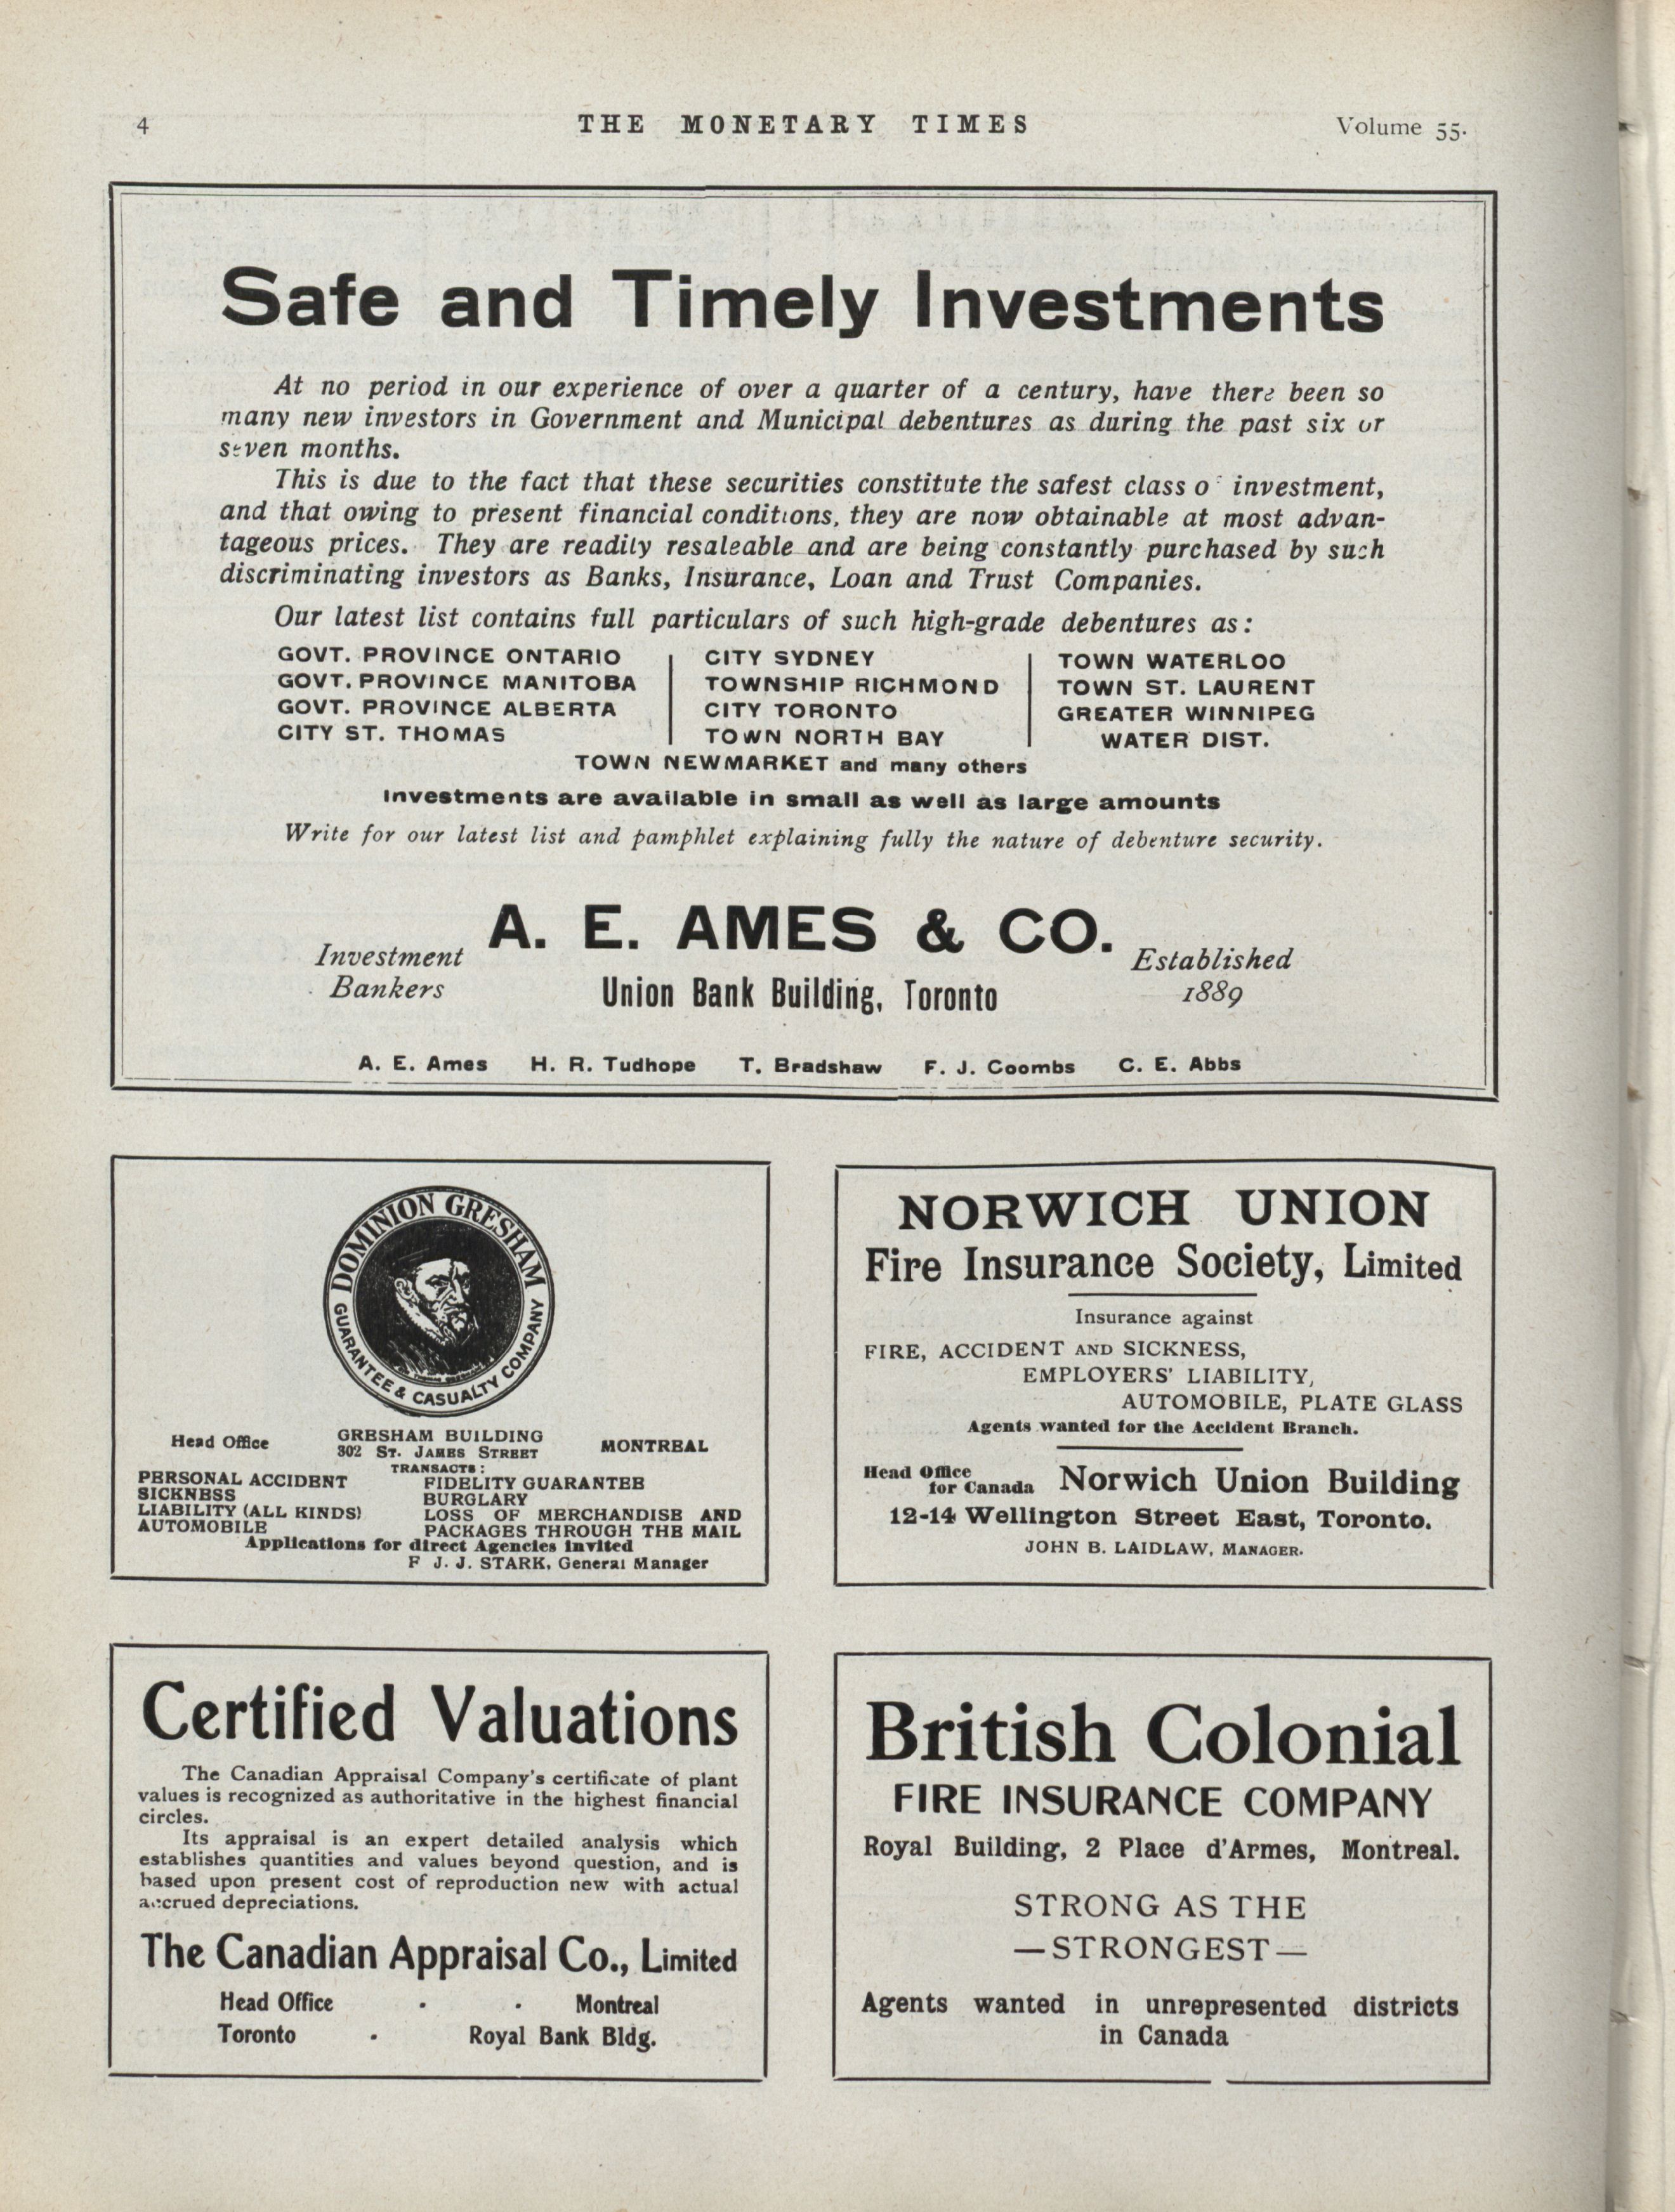 4
THE MONETARY TIMES
Volume 55.
Safe and Timely Investments
At no period in our experience of over a quarter of a century, have there been so
many new investors in Government and Municipal debentures as during the past six or
seven months.
This is due to the fact that these securities constitute the safest class o investment,
and that owing to present financial conditions, they are now obtainable at most advan-
tageous prices. They are readily resaleable and are being constantly purchased by such
discriminating investors as Banks, Insurance, Loan and Trust Companies.
Our latest list contains full particulars of such high-grade debentures as:
GOVT. PROVINCE ONTARIO
GOVT. PROVINCE MANITOBA
GOVT. PROVINCE ALBERTA
CITY ST. THOMAS
CITY SYDNEY
TOWNSHIP RICHMOND
CITY TORONTO
TOWN NORTH BAY
TOWN WATERLOO
TOWN ST. LAURENT
GREATER WINNIPEG
WATER DIST.
TOWN NEWMARKET and many others
Investments are available in small as well as large amounts
Write for our latest list and pamphlet explaining fully the nature of debenture security.
Investment
Bankers
A. E. AMES & CO.
Union Bank Building, Toronto
Established
1889
A. E. Ames H. R. Tudhope T. Bradshaw F. J. Coombs C. E. Abbs
DOMINION GRESHAM
GUARANTEE & CASUALTY COMPANY
Head Office
GRESHAM BUILDING
302 ST. JAMES STREET
MONTREAL
TRANSACTS:
PERSONAL ACCIDENT
SICKNESS
LIABILITY (ALL KINDS)
AUTOMOBILE
FIDELITY GUARANTEE
BURGLARY
LOSS OF MERCHANDISE AND
PACKAGES THROUGH THE MAIL
Applications for direct Agencies invited
F J. J. STARK, General Manager
NORWICH UNION
Fire Insurance Society, Limited
Insurance against
FIRE, ACCIDENT AND SICKNESS,
EMPLOYERS' LIABILITY,
AUTOMOBILE, PLATE GLASS
Agents wanted for the Accident Branch.
Head Office
for Canada
Norwich Union Building
12-14 Wellington Street East, Toronto.
JOHN B. LAIDLAW, MANAGER.
Certified Valuations
The Canadian Appraisal Company's certificate of plant
values is recognized as authoritative in the highest financial
circles.
Its appraisal is an expert detailed analysis which
establishes quantities and values beyond question, and is
based upon present cost of reproduction new with actual
accrued depreciations.
The Canadian Appraisal Co., Limited
Head Office · · Montreal
Toronto · Royal Bank Bldg.
British Colonial
FIRE INSURANCE COMPANY
Royal Building, 2 Place d'Armes, Montreal.
STRONG AS THE
—STRONGEST—
Agents wanted in unrepresented districts
in Canada